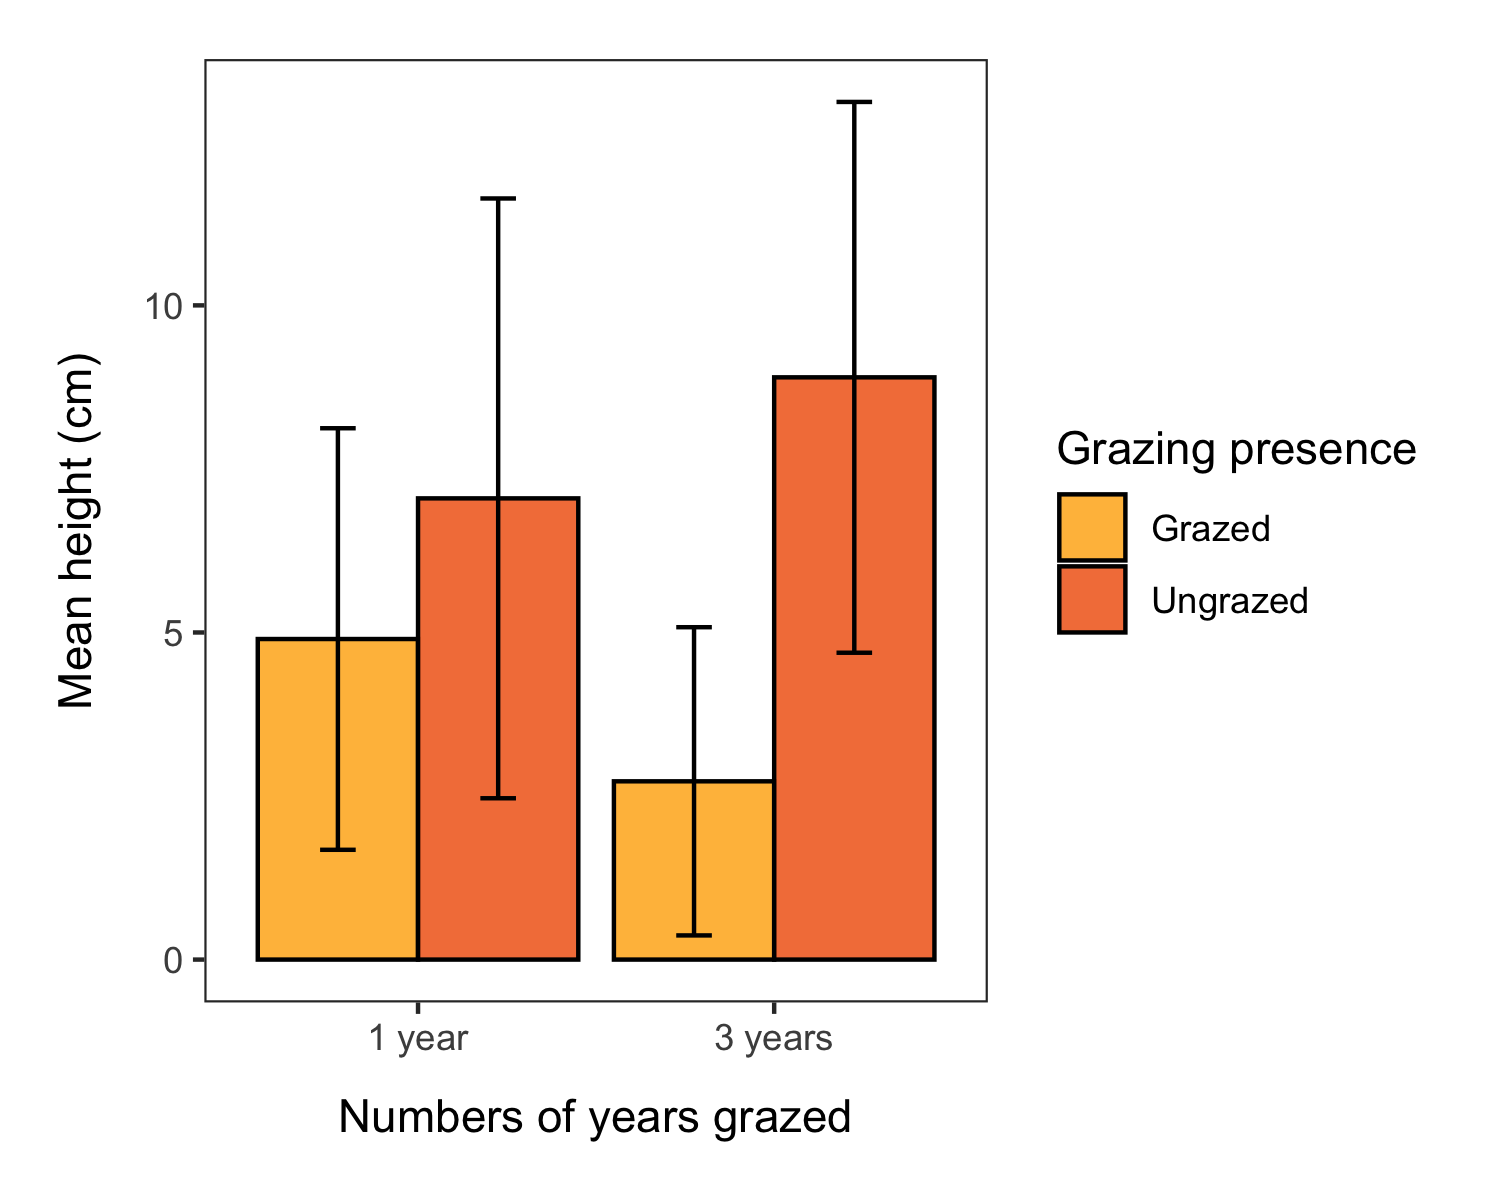 Mean height (cm)
10
5
0
1 year
3 years
Numbers of years grazed
Grazing presence
Grazed
Ungrazed